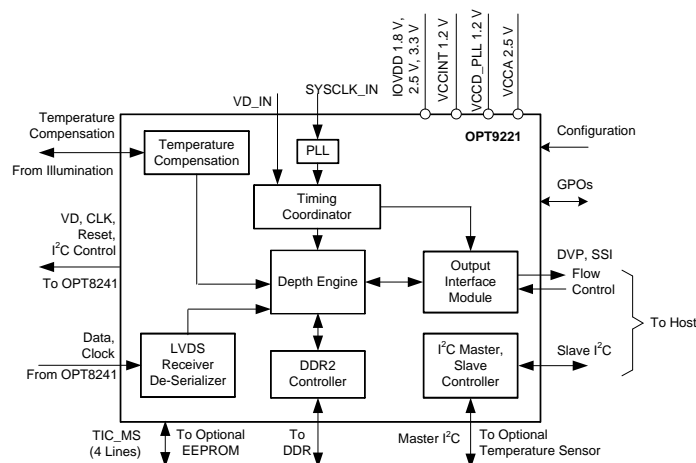 IOVDD 1.8 V,
2.5 V, 3.3 V
VCCINT 1.2 V
VCCD_PLL 1.2 V
VCCA 2.5 V
SYSCLK_IN
VD_IN
OPT9221
Temperature
Compensation
From Illumination
Temperature
Compensation
PLL
Configuration
Timing
Coordinator
GPOs
VD, CLK,
Reset,
I²C Control
To OPT8241
Depth Engine
Output
Interface
Module
DVP, SSI
Flow
Control
To Host
Data,
Clock
From OPT8241
LVDS
Receiver
De-Serializer
DDR2
Controller
I²C Master,
Slave
Controller
Slave I²C
TIC_MS
(4 Lines)
To Optional
EEPROM
To
DDR
Master I²C
To Optional
Temperature Sensor